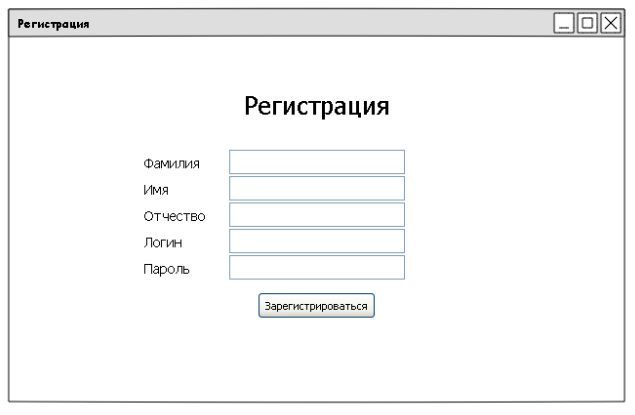 Регистрация
Регистрация
Фамилия
Имя
Отчество
Логин
Пароль
Зарегистрироваться